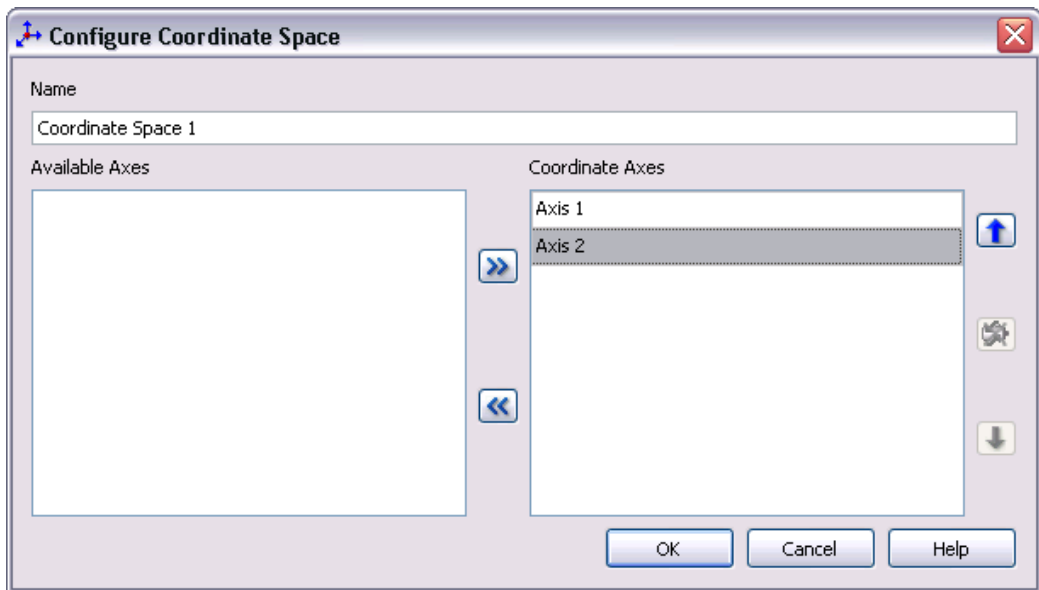 Configure Coordinate Space
Name
Coordinate Space 1
Available Axes
Coordinate Axes
Axis 1
Axis 2
OK
Cancel
Help